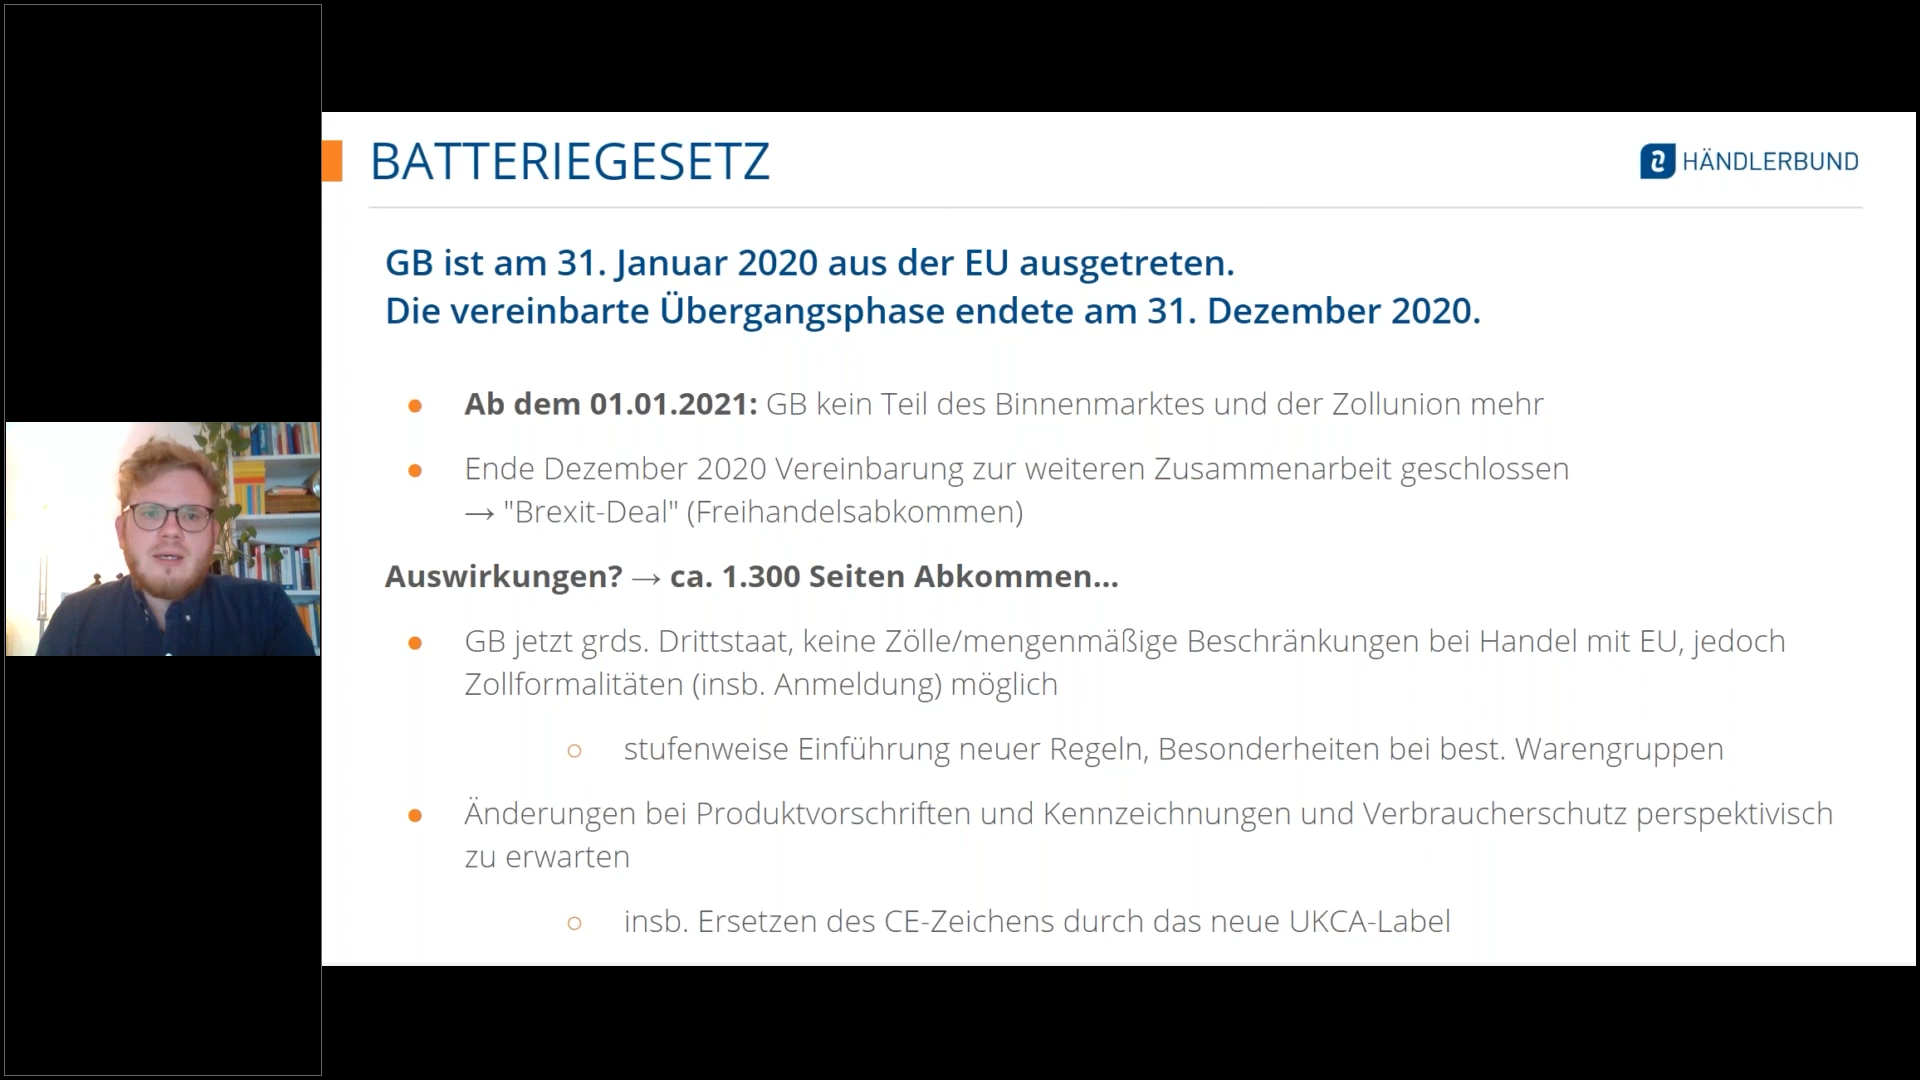 BATTERIEGESETZ
HÄNDLERBUND
GB ist am 31. Januar 2020 aus der EU ausgetreten.
Die vereinbarte Übergangsphase endete am 31. Dezember 2020.
● Ab dem 01.01.2021: GB kein Teil des Binnenmarktes und der Zollunion mehr
● Ende Dezember 2020 Vereinbarung zur weiteren Zusammenarbeit geschlossen
→ "Brexit-Deal" (Freihandelsabkommen)
Auswirkungen? → ca. 1.300 Seiten Abkommen...
● GB jetzt grds. Drittstaat, keine Zölle/mengenmäßige Beschränkungen bei Handel mit EU, jedoch
Zollformalitäten (insb. Anmeldung) möglich
○ stufenweise Einführung neuer Regeln, Besonderheiten bei best. Warengruppen
● Änderungen bei Produktvorschriften und Kennzeichnungen und Verbraucherschutz perspektivisch
zu erwarten
○ insb. Ersetzen des CE-Zeichens durch das neue UKCA-Label